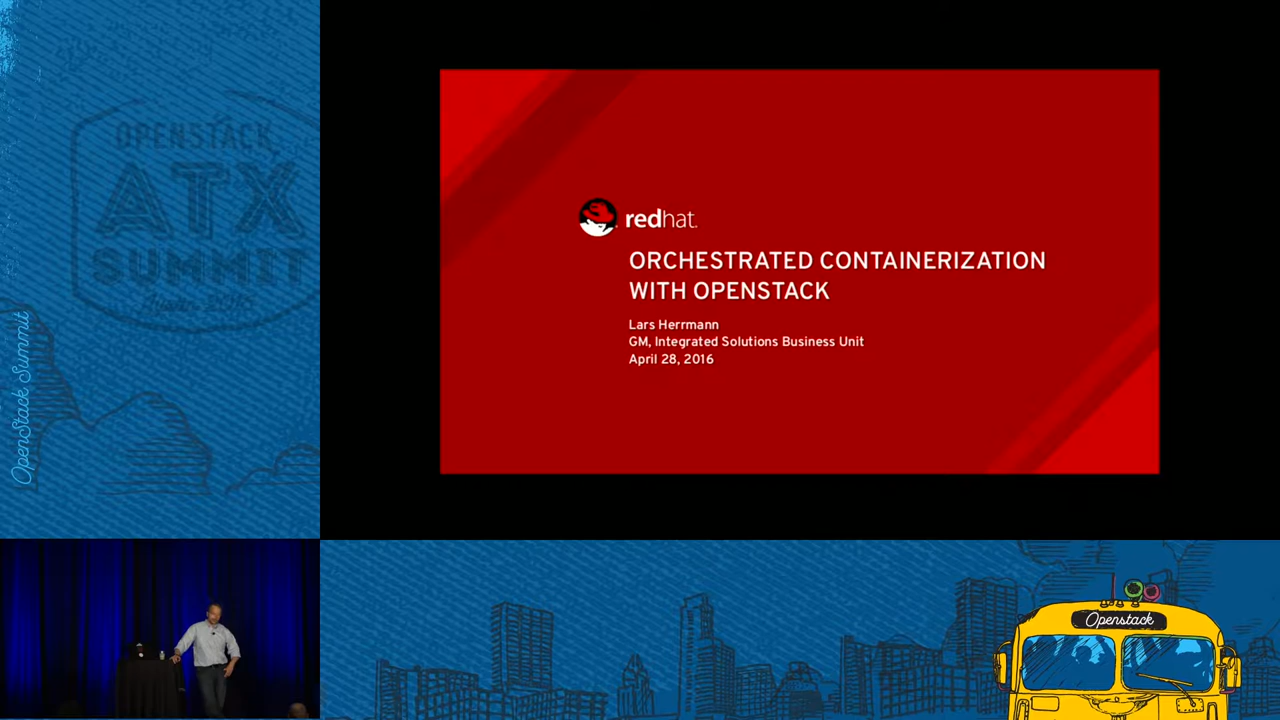 OPENSTACK
ATX
SUMMIT
OpenStack Summit
redhat.
ORCHESTRATED CONTAINERIZATION
WITH OPENSTACK
Lars Herrmann
GM, Integrated Solutions Business Unit
April 28, 2016
Openstack